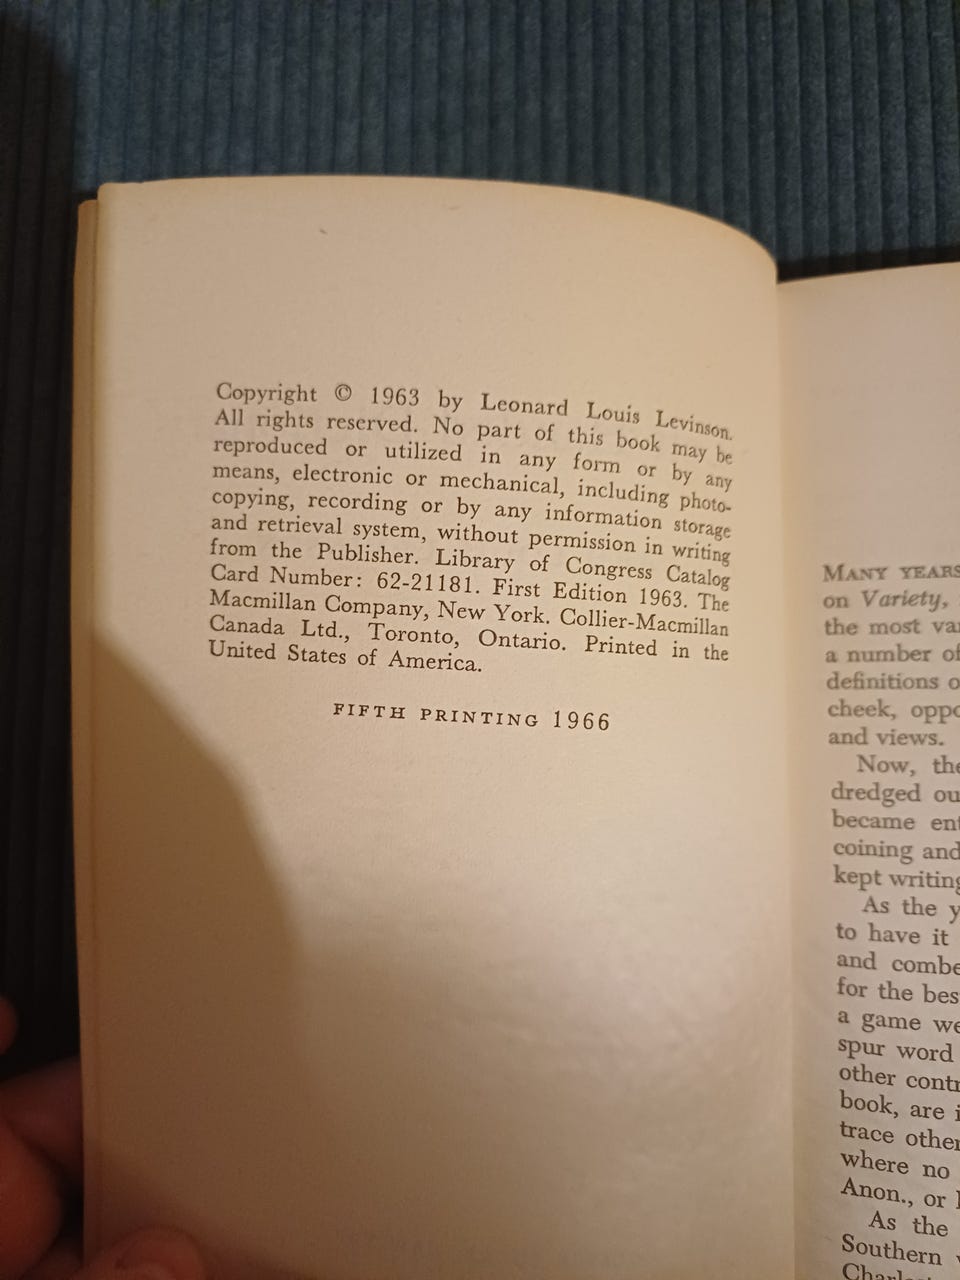 Copyright © 1963 by Leonard Louis Levinson.
All rights reserved. No part of this book may be
reproduced or utilized in any form or by any
means, electronic or mechanical, including photo-
copying, recording or by any information storage
and retrieval system, without permission in writing
from the Publisher. Library of Congress Catalog
Card Number: 62-21181. First Edition 1963. The
Macmillan Company, New York. Collier-Macmillan
Canada Ltd., Toronto, Ontario. Printed in the
United States of America.
FIFTH PRINTING 1966
MANY YEARS
on Variety,
the most va
a number of
definitions o
cheek, oppo
and views.
Now, the
dredged ou
became ent
coining and
kept writing
As the y
to have it
and combe
for the bes
a game we
spur word
other contr
book, are i
trace other
where no
Anon., or
As the
Southern